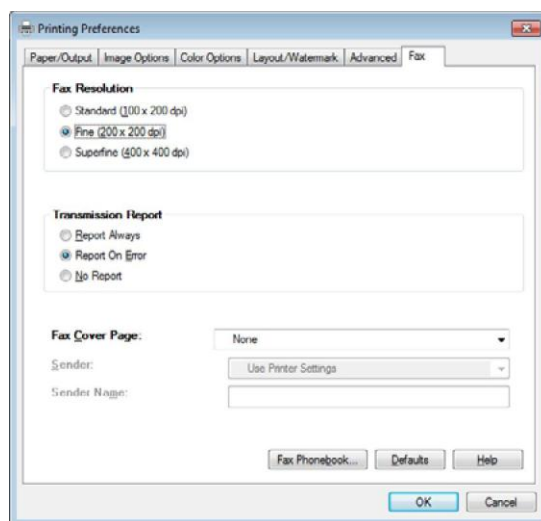 Printing Preferences
Paper/Output Image Options Color Options Layout/Watermark Advanced Fax
Fax Resolution
Standard (100 x 200 dpi)
Fine (200 x 200 dpi)
Superfine (400 x 400 dpi)
Transmission Report
Report Always
Report On Error
No Report
Fax Cover Page: None
Sender: Use Printer Settings
Sender Name:
Fax Phonebook... Defaults Help
OK Cancel